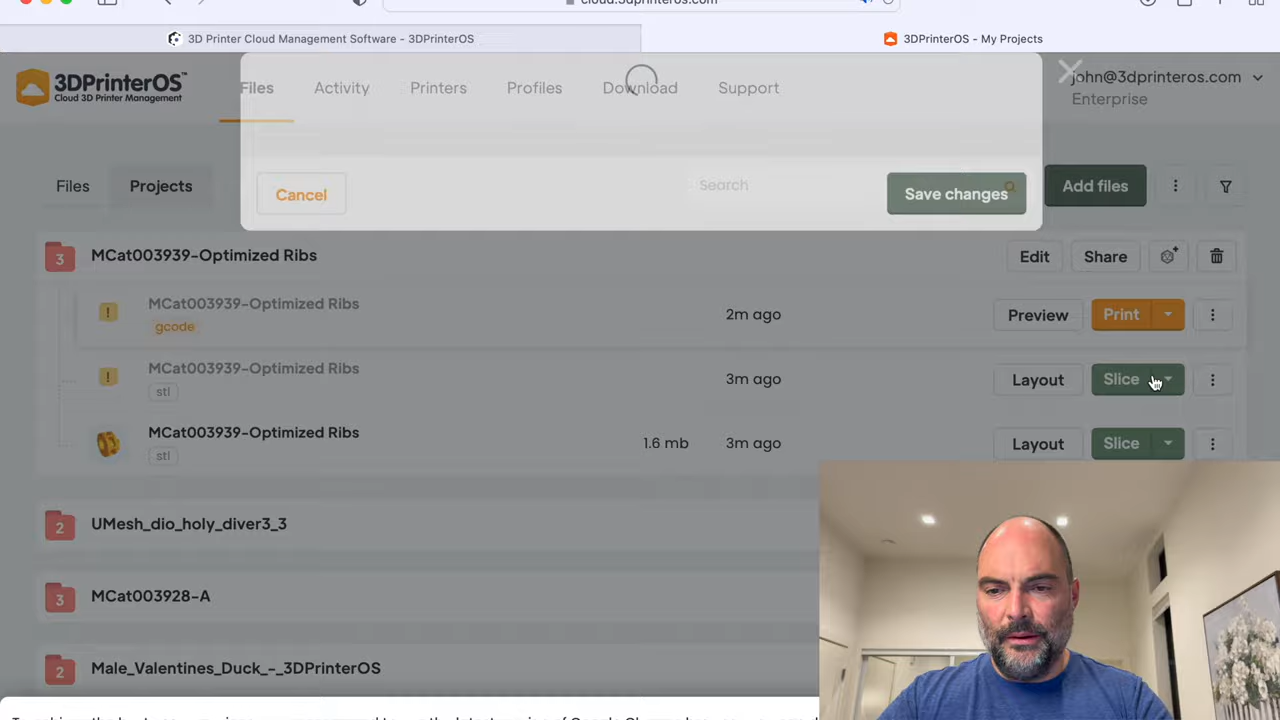 cloud.3dprinteros.com
3D Printer Cloud Management Software - 3DPrinterOS
3DPrinterOS - My Projects
3DPrinterOS™
Cloud 3D Printer Management
Files
Activity
Printers
Profiles
Download
Support
john@3dprinteros.com
Enterprise
Files
Projects
Cancel
Search
Save changes
Add files
3
MCat003939-Optimized Ribs
Edit
Share
MCat003939-Optimized Ribs
gcode
2m ago
Preview
Print
MCat003939-Optimized Ribs
stl
3m ago
Layout
Slice
MCat003939-Optimized Ribs
stl
1.6 mb
3m ago
Layout
Slice
2
UMesh_dio_holy_diver3_3
3
MCat003928-A
2
Male_Valentines_Duck_-_3DPrinterOS